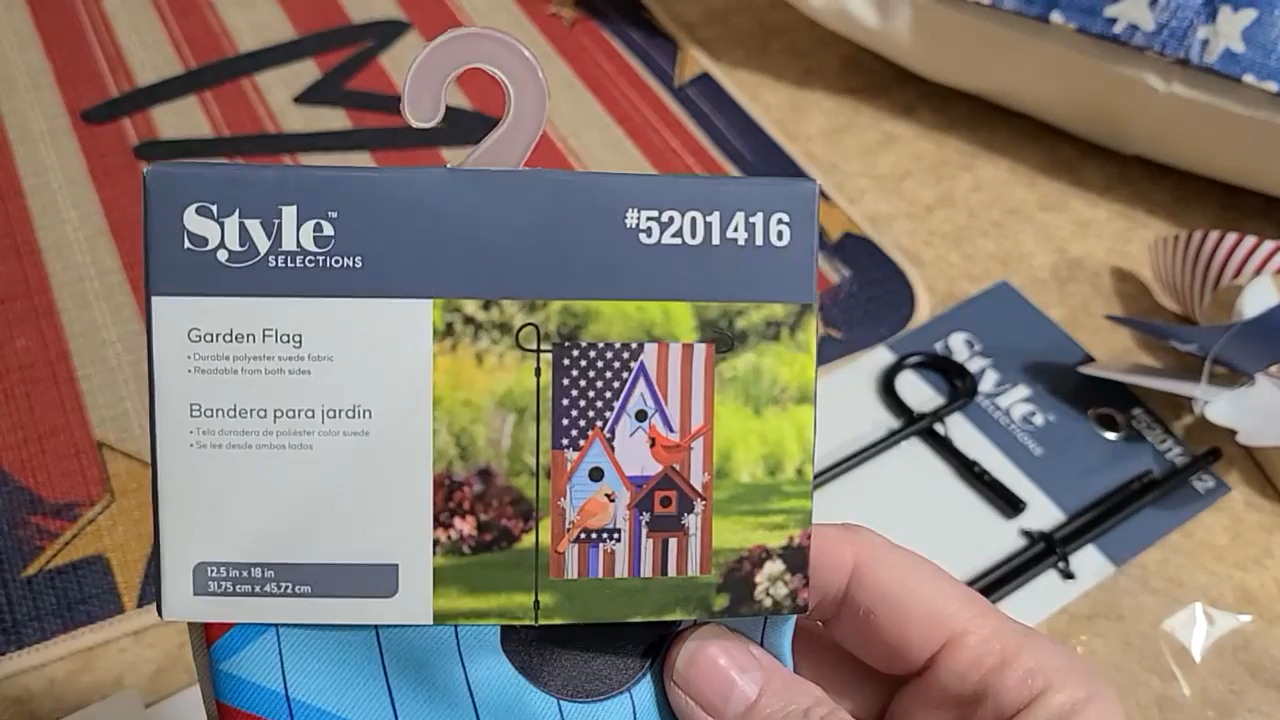 Style™
SELECTIONS
#5201416
Garden Flag
• Durable polyester suede fabric
• Readable from both sides
Bandera para jardín
• Tela duradera de poliéster color suede
• Se lee desde ambos lados
12.5 in x 18 in
31,75 cm x 45,72 cm
Style
SELECTIONS